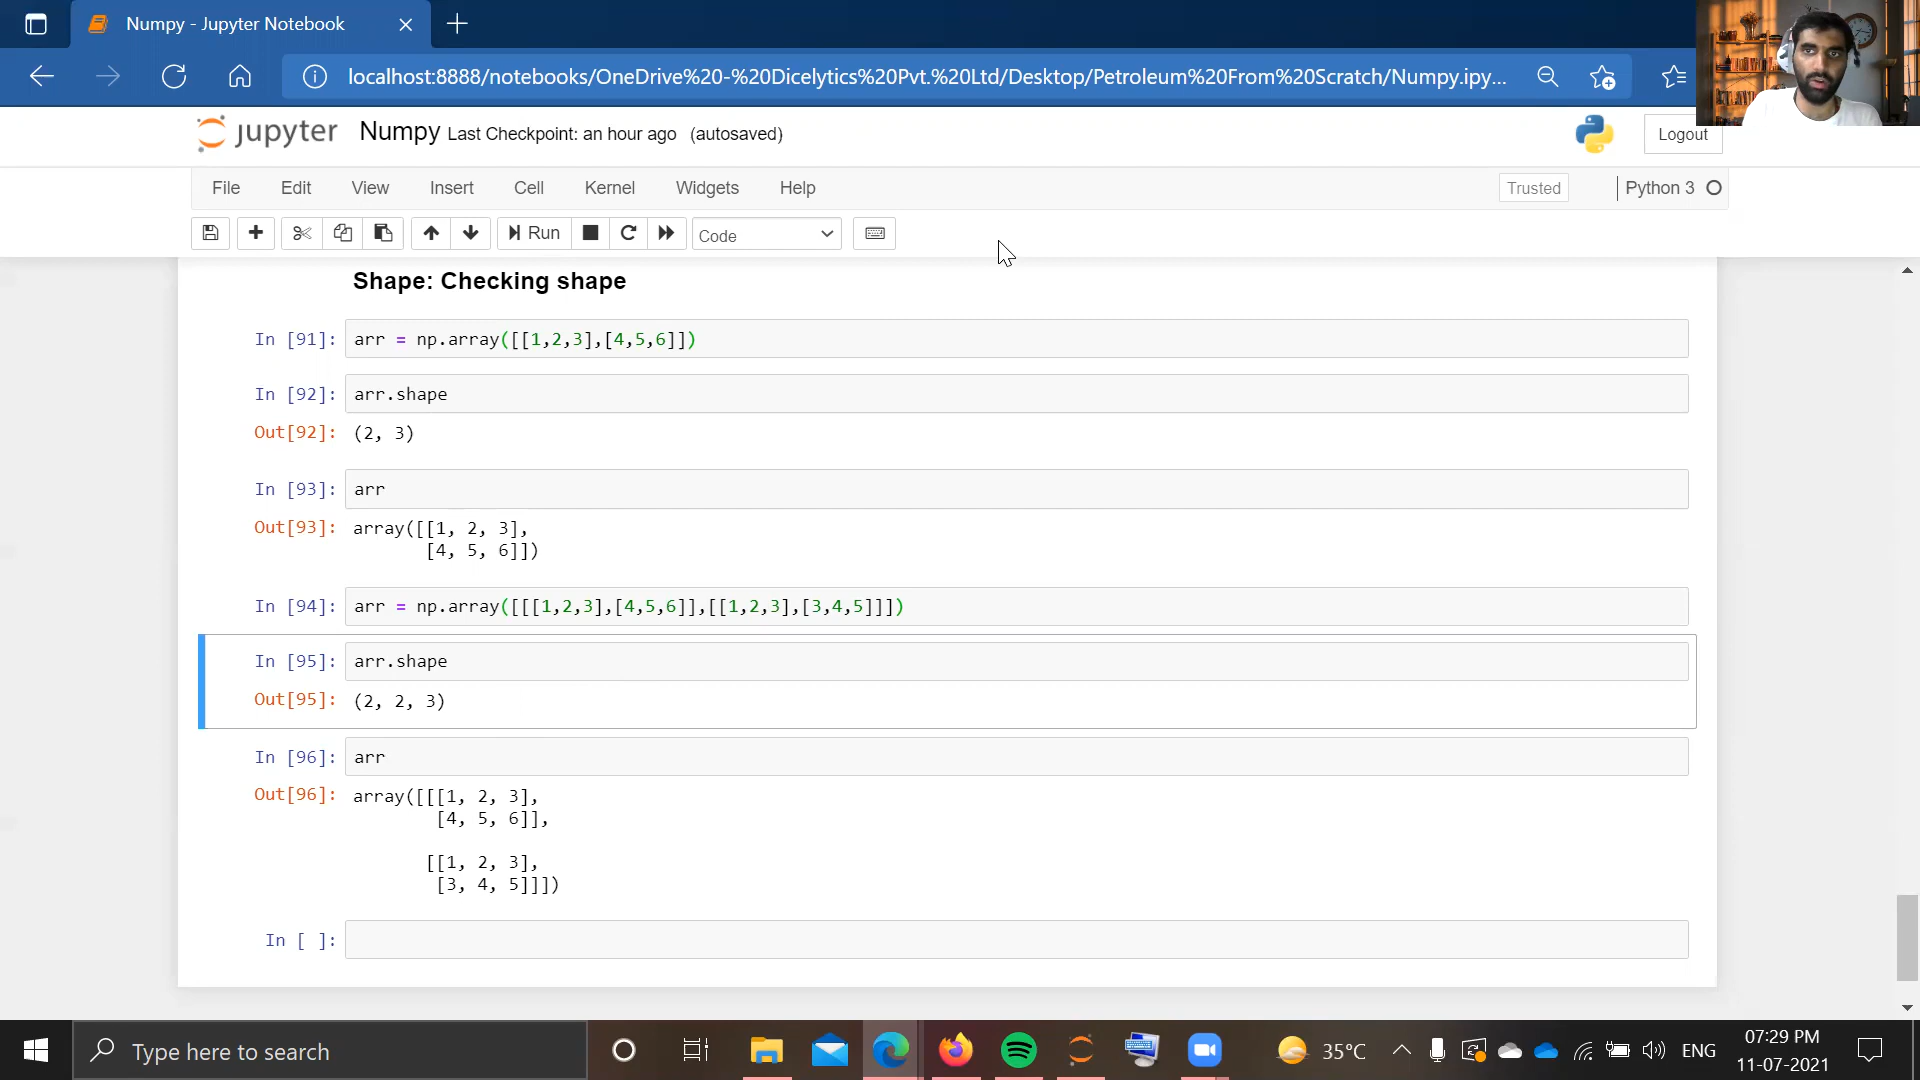 Numpy - Jupyter Notebook
localhost:8888/notebooks/OneDrive%20-%20Dicelytics%20Pvt.%20Ltd/Desktop/Petroleum%20From%20Scratch/Numpy.ipy...
jupyter Numpy Last Checkpoint: an hour ago (autosaved)
Logout
File Edit View Insert Cell Kernel Widgets Help
Trusted
Python 3
Run
Code
Shape: Checking shape
In [91]: arr = np.array([[1,2,3],[4,5,6]])
In [92]: arr.shape
Out[92]: (2, 3)
In [93]: arr
Out[93]: array([[1, 2, 3],
[4, 5, 6]])
In [94]: arr = np.array([[[1,2,3],[4,5,6]],[[1,2,3],[3,4,5]]])
In [95]: arr.shape
Out[95]: (2, 2, 3)
In [96]: arr
Out[96]: array([[[1, 2, 3],
[4, 5, 6]],
[[1, 2, 3],
[3, 4, 5]]])
In [ ]:
Type here to search
35°C
ENG
07:29 PM
11-07-2021